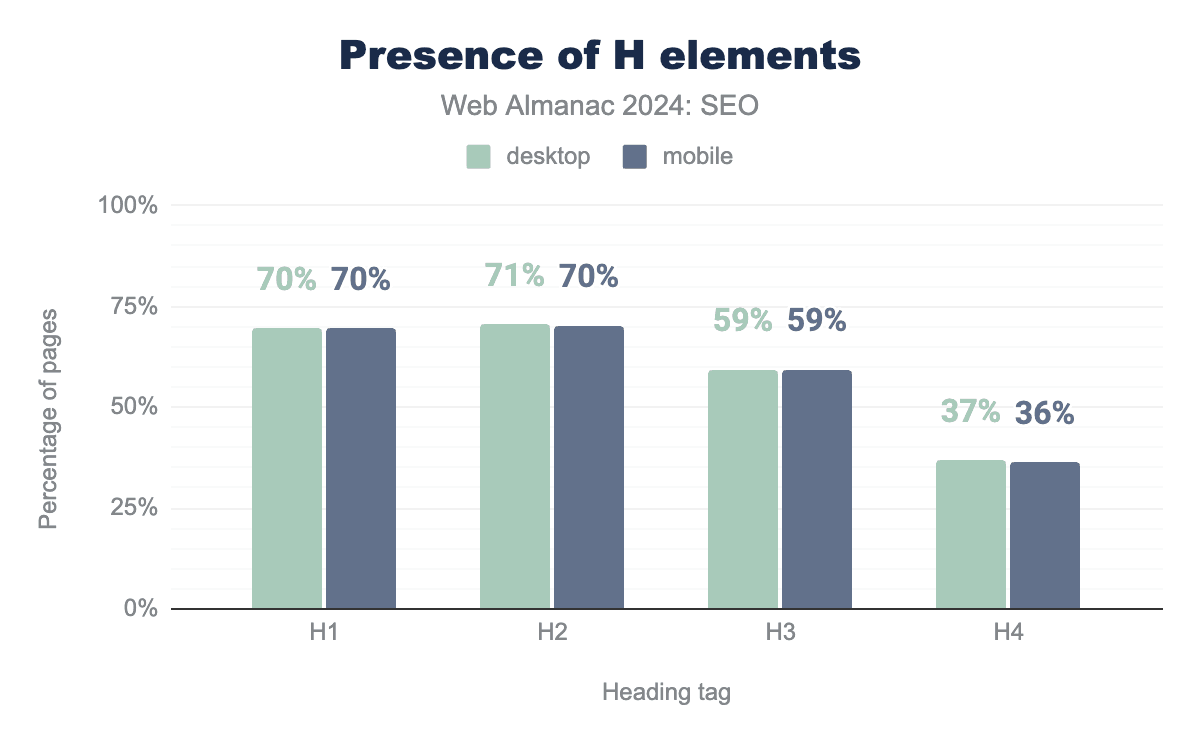 Presence of H elements
Web Almanac 2024: SEO
desktop mobile
100%
75%
50%
25%
0%
Percentage of pages
70% 70%
71% 70%
59% 59%
37% 36%
H1 H2 H3 H4
Heading tag